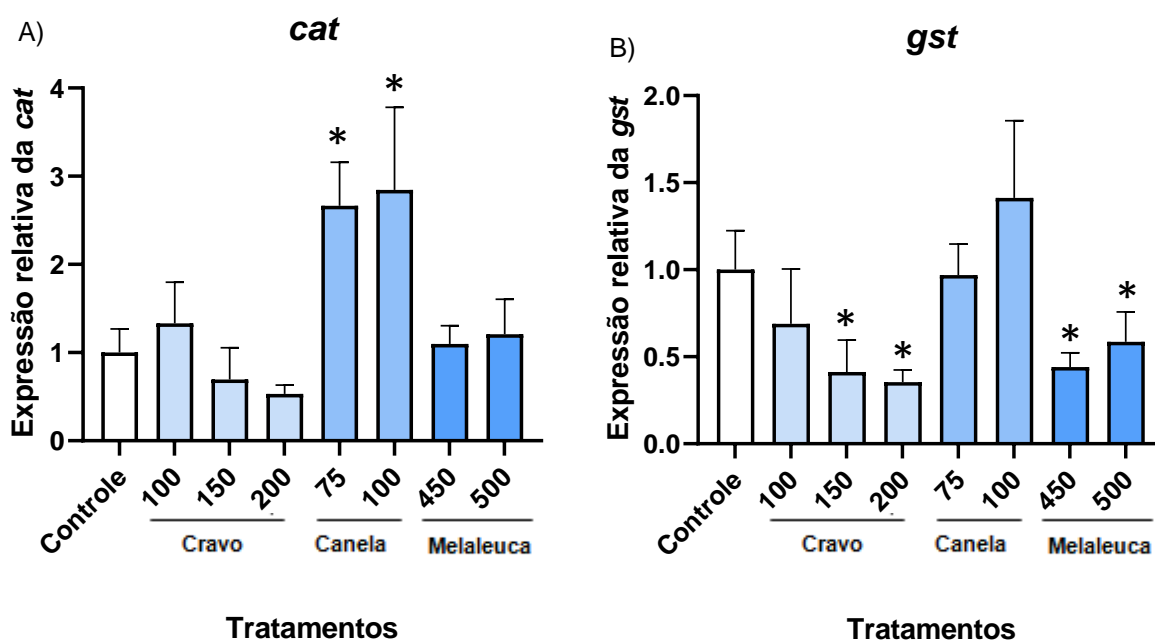 A)
cat
Expressão relativa da cat
4
3
2
1
0
*
*
Controle
100
150
200
75
100
450
500
Cravo
Canela
Melaleuca
Tratamentos
B)
gst
Expressão relativa da gst
2.0
1.5
1.0
0.5
0.0
*
*
*
*
Controle
100
150
200
75
100
450
500
Cravo
Canela
Melaleuca
Tratamentos